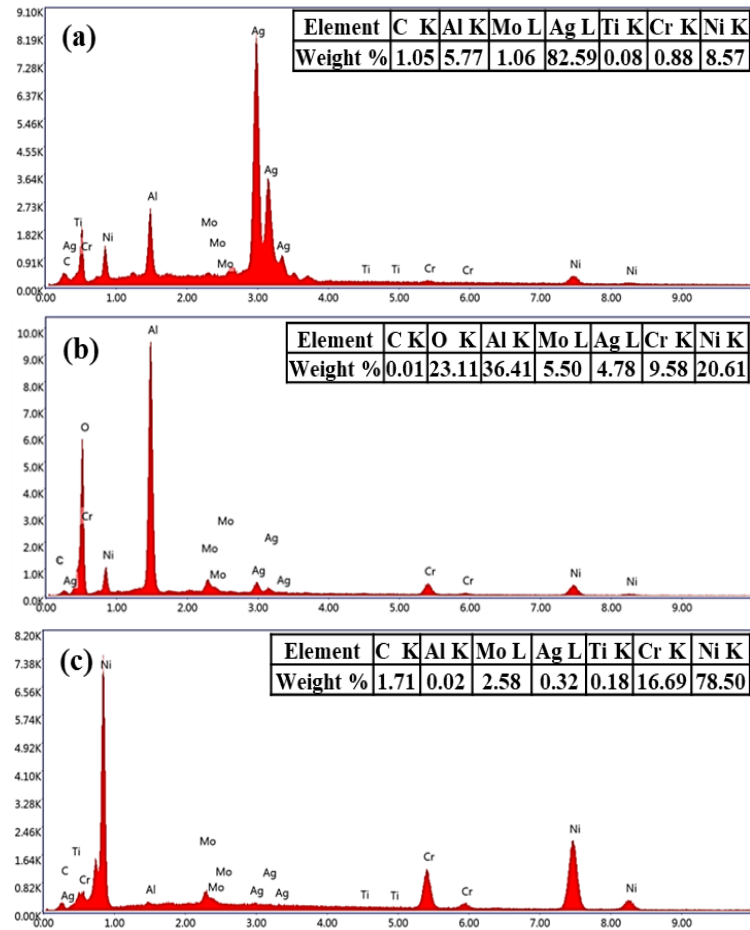 (a)
Element C K Al K Mo L Ag L Ti K Cr K Ni K
Weight % 1.05 5.77 1.06 82.59 0.08 0.88 8.57
9.10K
8.19K
7.28K
6.37K
5.46K
4.55K
3.64K
2.73K
1.82K
0.91K
0.00K
Ag
Ag
Al
Ti
Mo
Ni
Mo
Ag Cr
Ag
C
Mo
Ti Ti Cr Cr Ni Ni
0.00 1.00 2.00 3.00 4.00 5.00 6.00 7.00 8.00 9.00
(b)
Element C K O K Al K Mo L Ag L Cr K Ni K
Weight % 0.01 23.11 36.41 5.50 4.78 9.58 20.61
10.0K
9.0K
8.0K
7.0K
6.0K
5.0K
4.0K
3.0K
2.0K
1.0K
0.0K
Al
O
Cr
Mo
Ag
Mo
Ni
C
Ag
Mo
Ag
Ag
Cr Cr Ni Ni
0.00 1.00 2.00 3.00 4.00 5.00 6.00 7.00 8.00 9.00
(c)
Element C K Al K Mo L Ag L Ti K Cr K Ni K
Weight % 1.71 0.02 2.58 0.32 0.18 16.69 78.50
8.20K
7.38K
6.56K
5.74K
4.92K
4.10K
3.28K
2.46K
1.64K
0.82K
0.00K
Ni
Ni
Mo
Ti
Cr
C
Mo
Ag
Cr
Ag
Al
Mo
Ag
Ag
Ti Ti Cr Ni
0.00 1.00 2.00 3.00 4.00 5.00 6.00 7.00 8.00 9.00